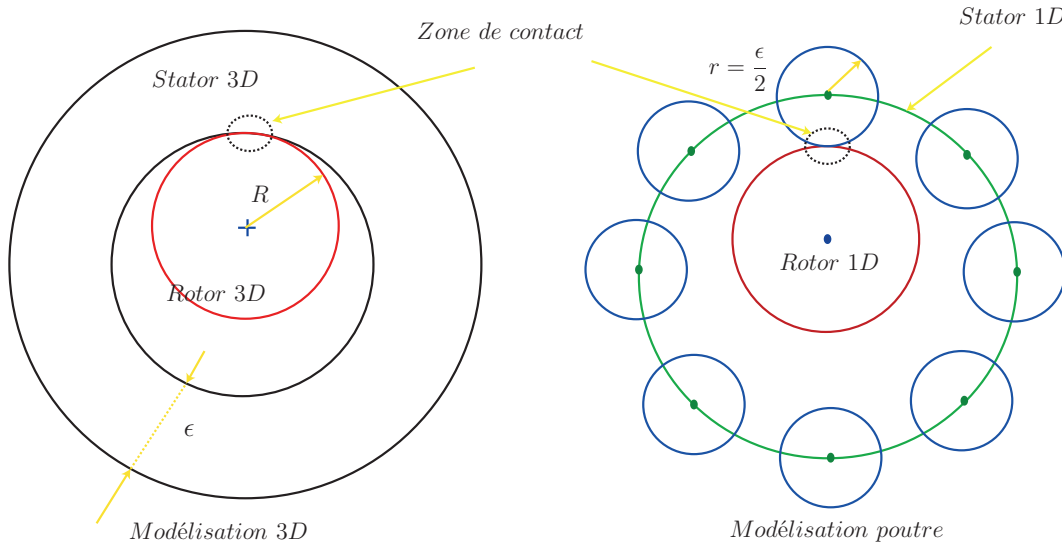 Zone de contact
Stator 1D
Stator 3D
r = ϵ/2
R
Rotor 3D
Rotor 1D
ϵ
Modélisation 3D
Modélisation poutre